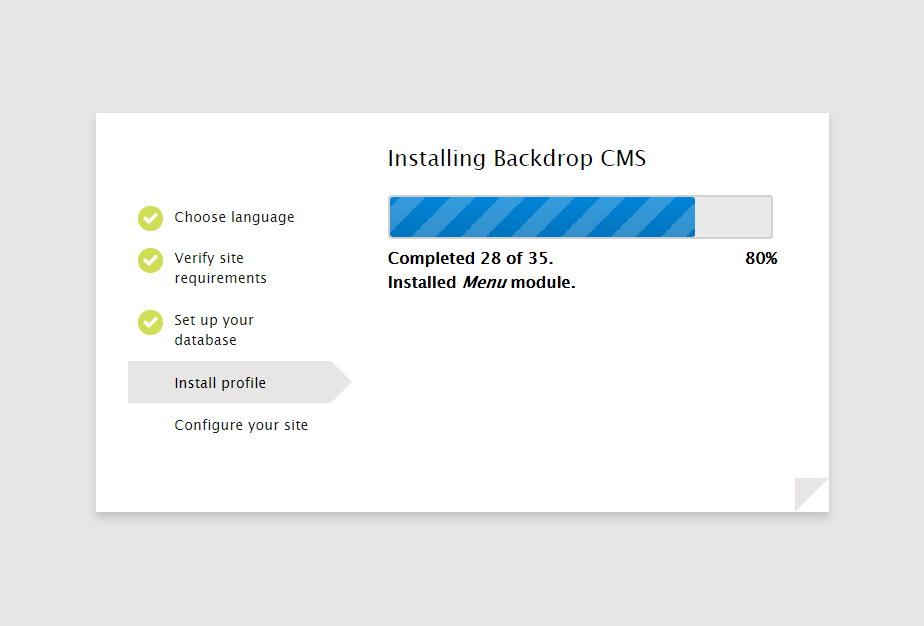 Installing Backdrop CMS
Choose language
Verify site
requirements
Set up your
database
Install profile
Configure your site
Completed 28 of 35.
80%
Installed Menu module.